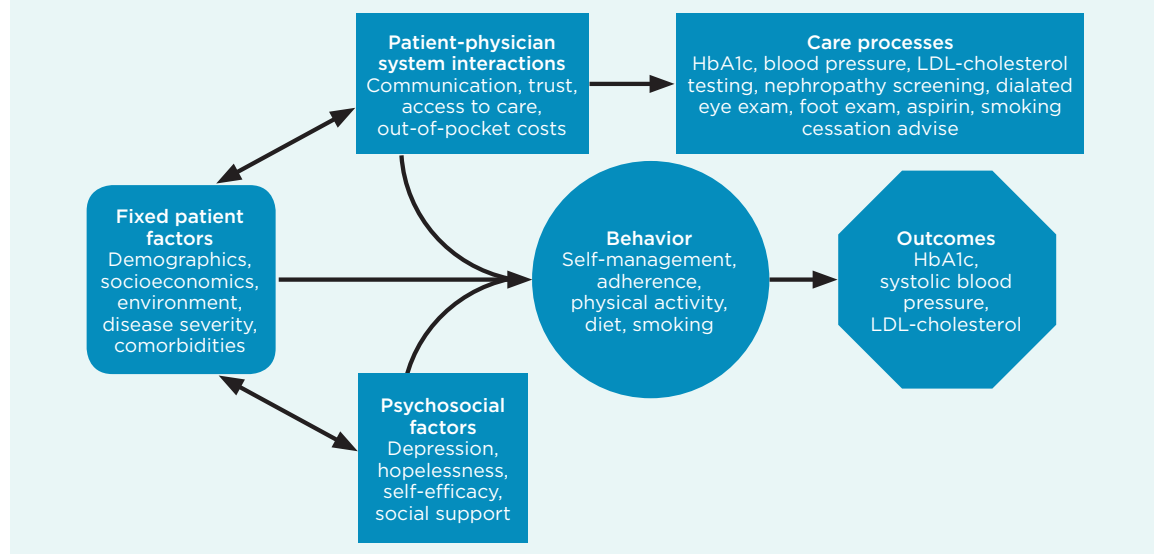 Patient-physician
system interactions
Communication, trust,
access to care,
out-of-pocket costs
Care processes
HbA1c, blood pressure, LDL-cholesterol
testing, nephropathy screening, dialated
eye exam, foot exam, aspirin, smoking
cessation advise
Fixed patient
factors
Demographics,
socioeconomics,
environment,
disease severity,
comorbidities
Behavior
Self-management,
adherence,
physical activity,
diet, smoking
Outcomes
HbA1c,
systolic blood
pressure,
LDL-cholesterol
Psychosocial
factors
Depression,
hopelessness,
self-efficacy,
social support